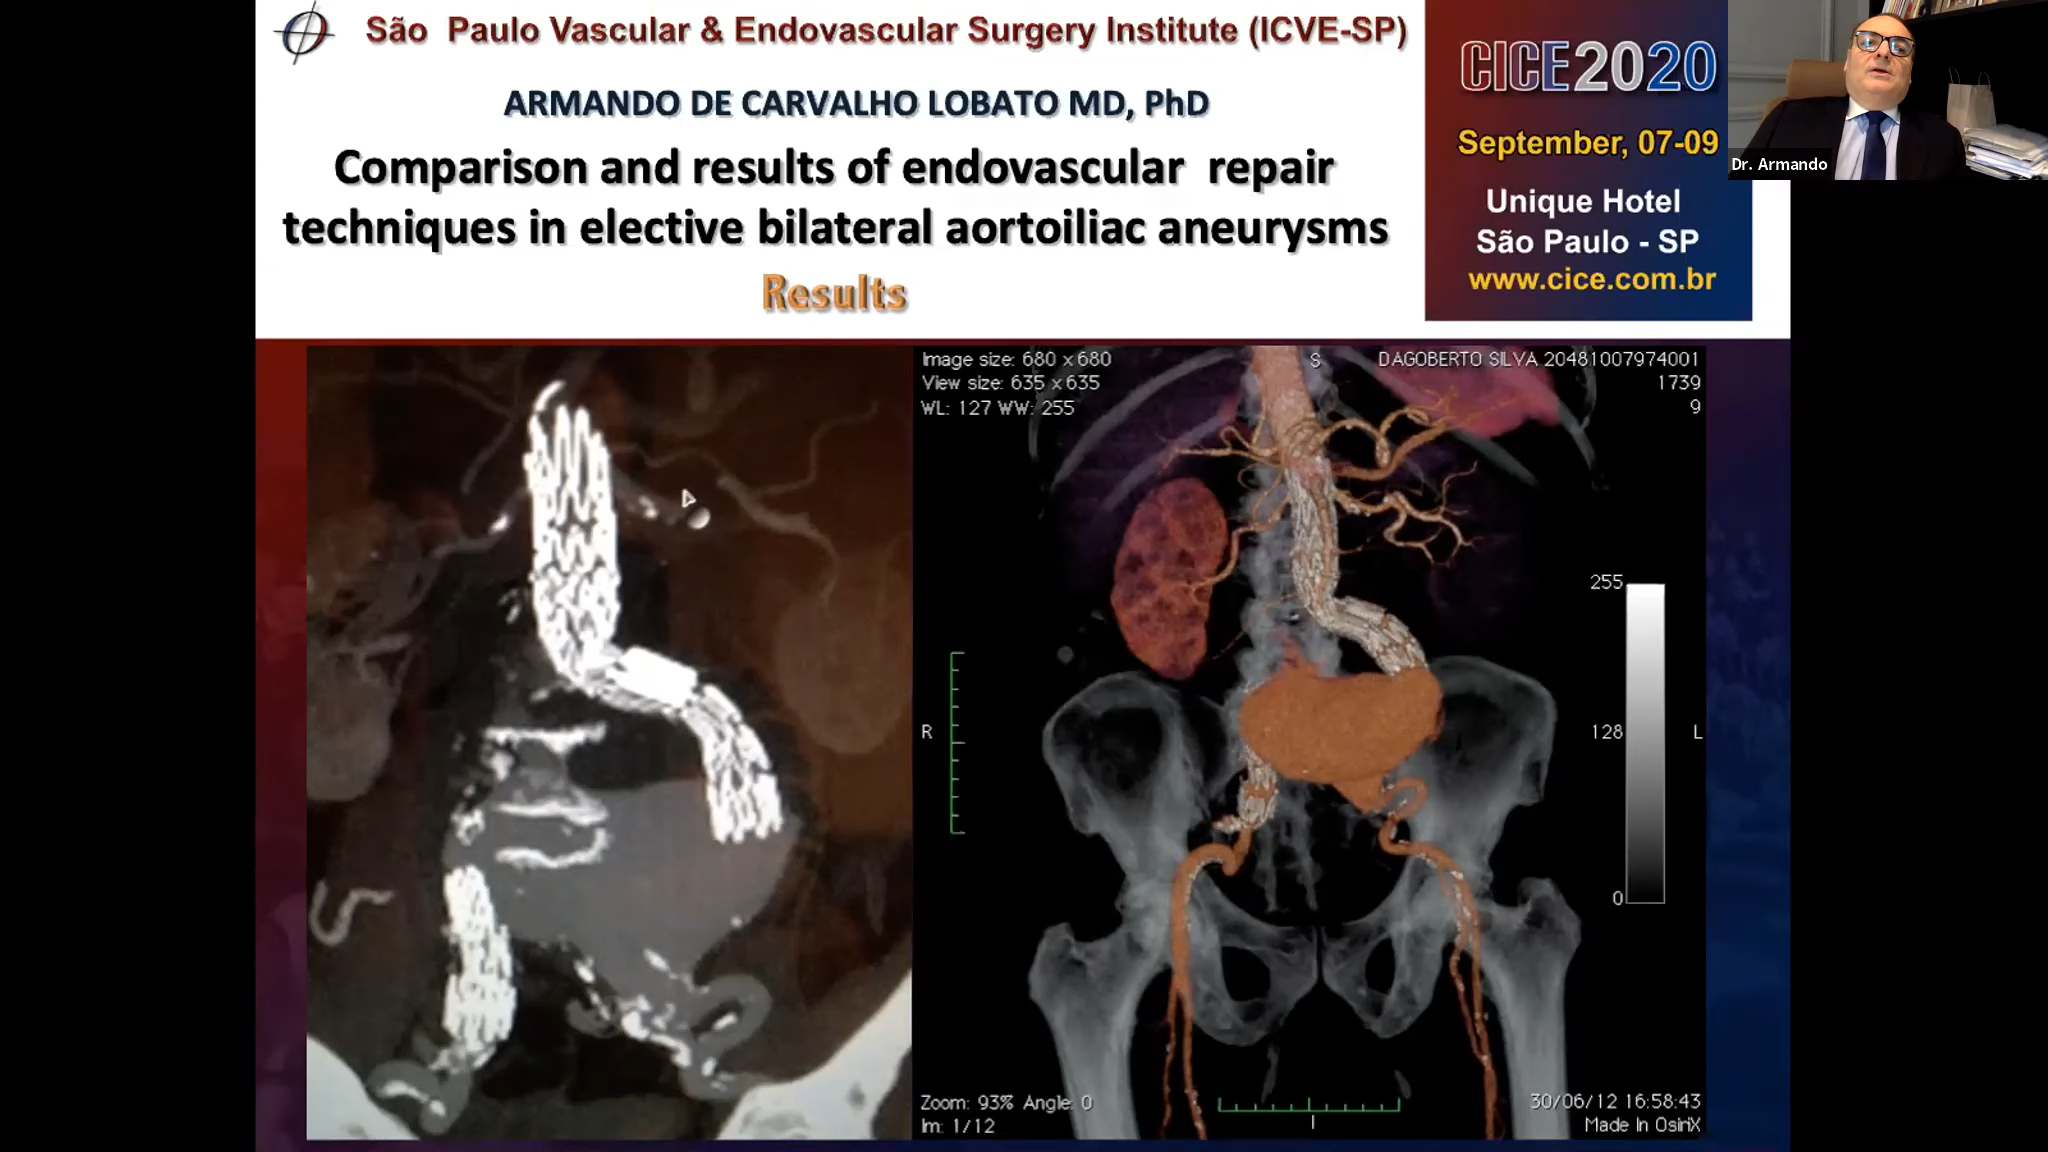 São Paulo Vascular & Endovascular Surgery Institute (ICVE-SP)
ARMANDO DE CARVALHO LOBATO MD, PhD
Comparison and results of endovascular repair
techniques in elective bilateral aortoiliac aneurysms
Results
CICE2020
September, 07-09
Unique Hotel
São Paulo - SP
www.cice.com.br
Dr. Armando
Image size: 680 x 680
View size: 635 x 635
WL: 127 WW: 255
S
DAGOBERTO SILVA 20481007974001
1739
9
255
128
0
R
L
Zoom: 93% Angle: 0
Im: 1/12
I
30/06/12 16:58:43
Made In OsiriX